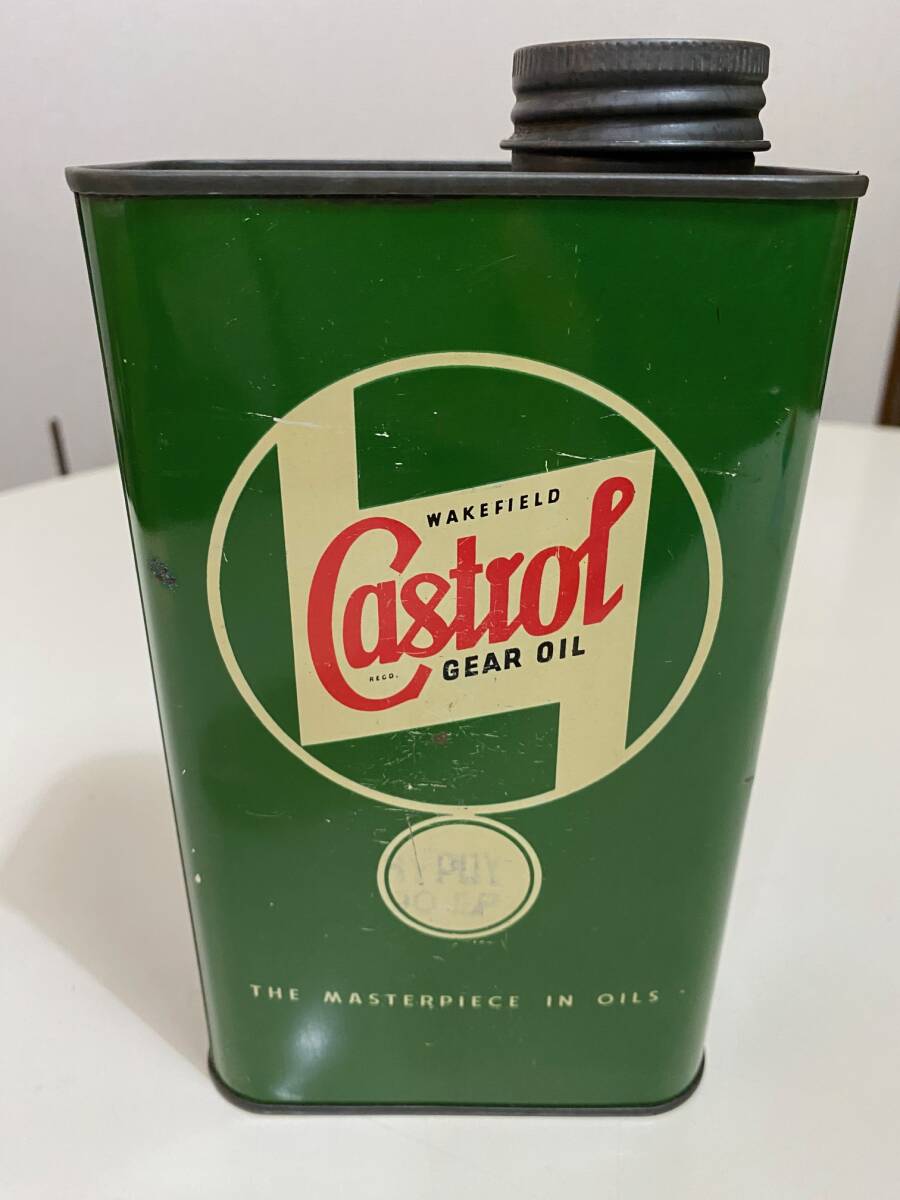 WAKEFIELD
Castrol
REGD.
GEAR OIL
THE MASTERPIECE IN OILS